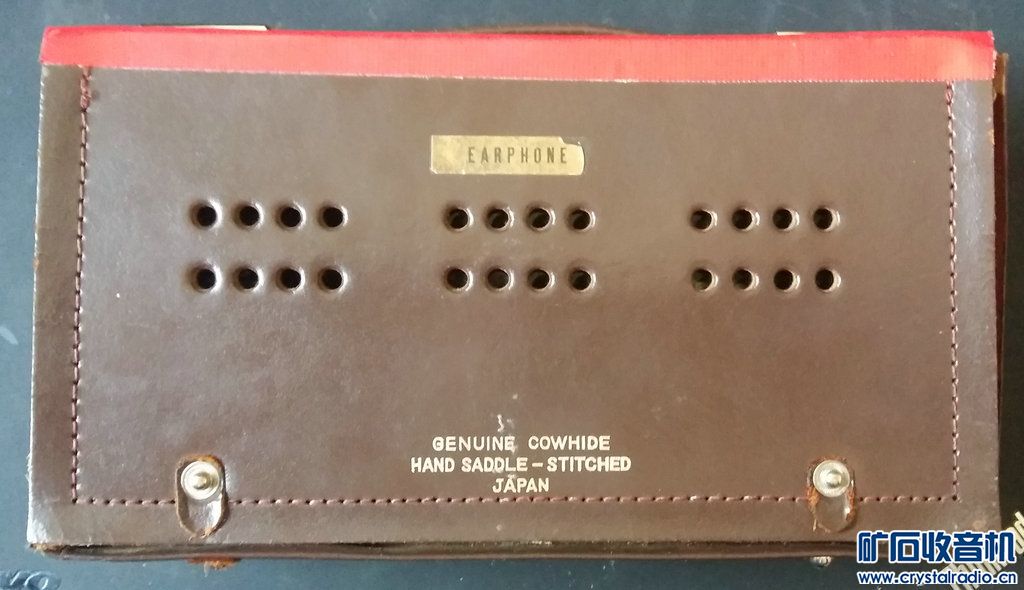 EARPHONE
GENUINE COWHIDE
HAND SADDLE-STITCHED
JAPAN
矿石收音机
www.crystalradio.cn